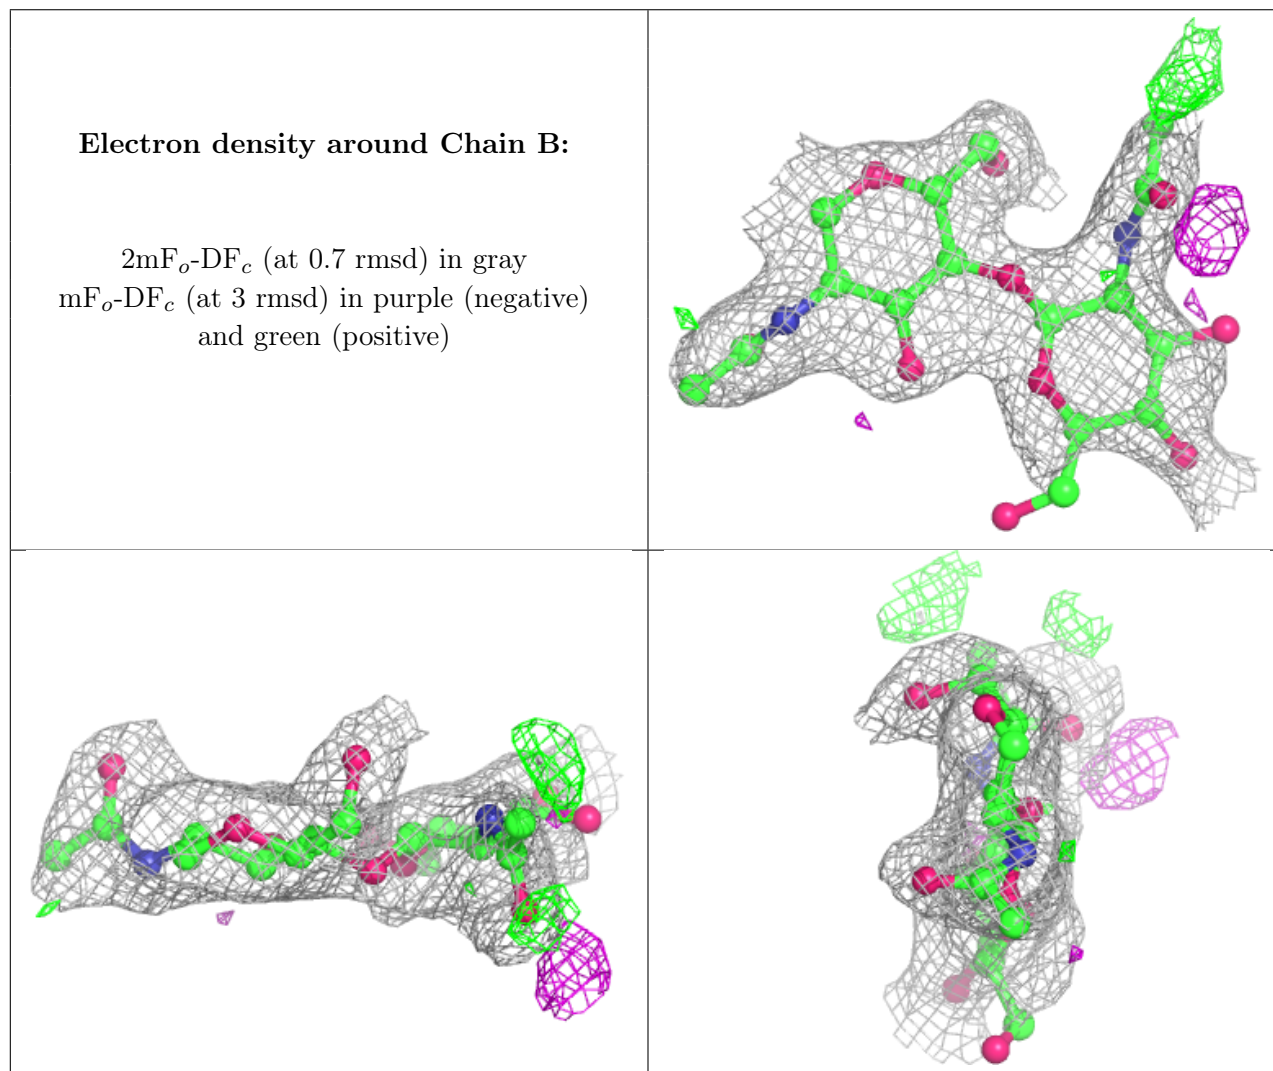 Electron density around Chain B:
2mFₒ-DF𝒸 (at 0.7 rmsd) in gray
mFₒ-DF𝒸 (at 3 rmsd) in purple (negative)
and green (positive)